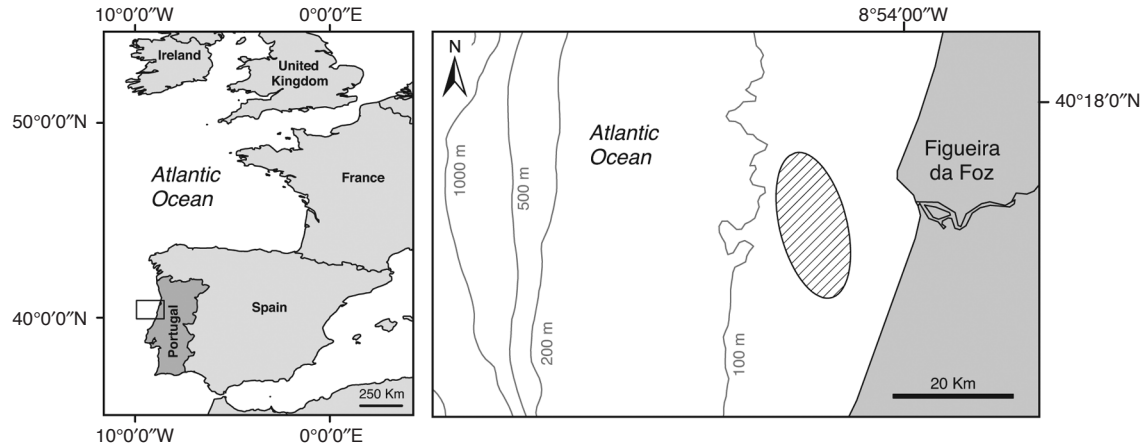 10°0′0″W
0°0′0″E
Ireland
United
Kingdom
50°0′0″N
Atlantic
Ocean
France
Spain
Portugal
40°0′0″N
250 Km
10°0′0″W
0°0′0″E
8°54′00″W
N
40°18′0″N
Atlantic
Ocean
Figueira
da Foz
1000 m
500 m
200 m
100 m
20 Km